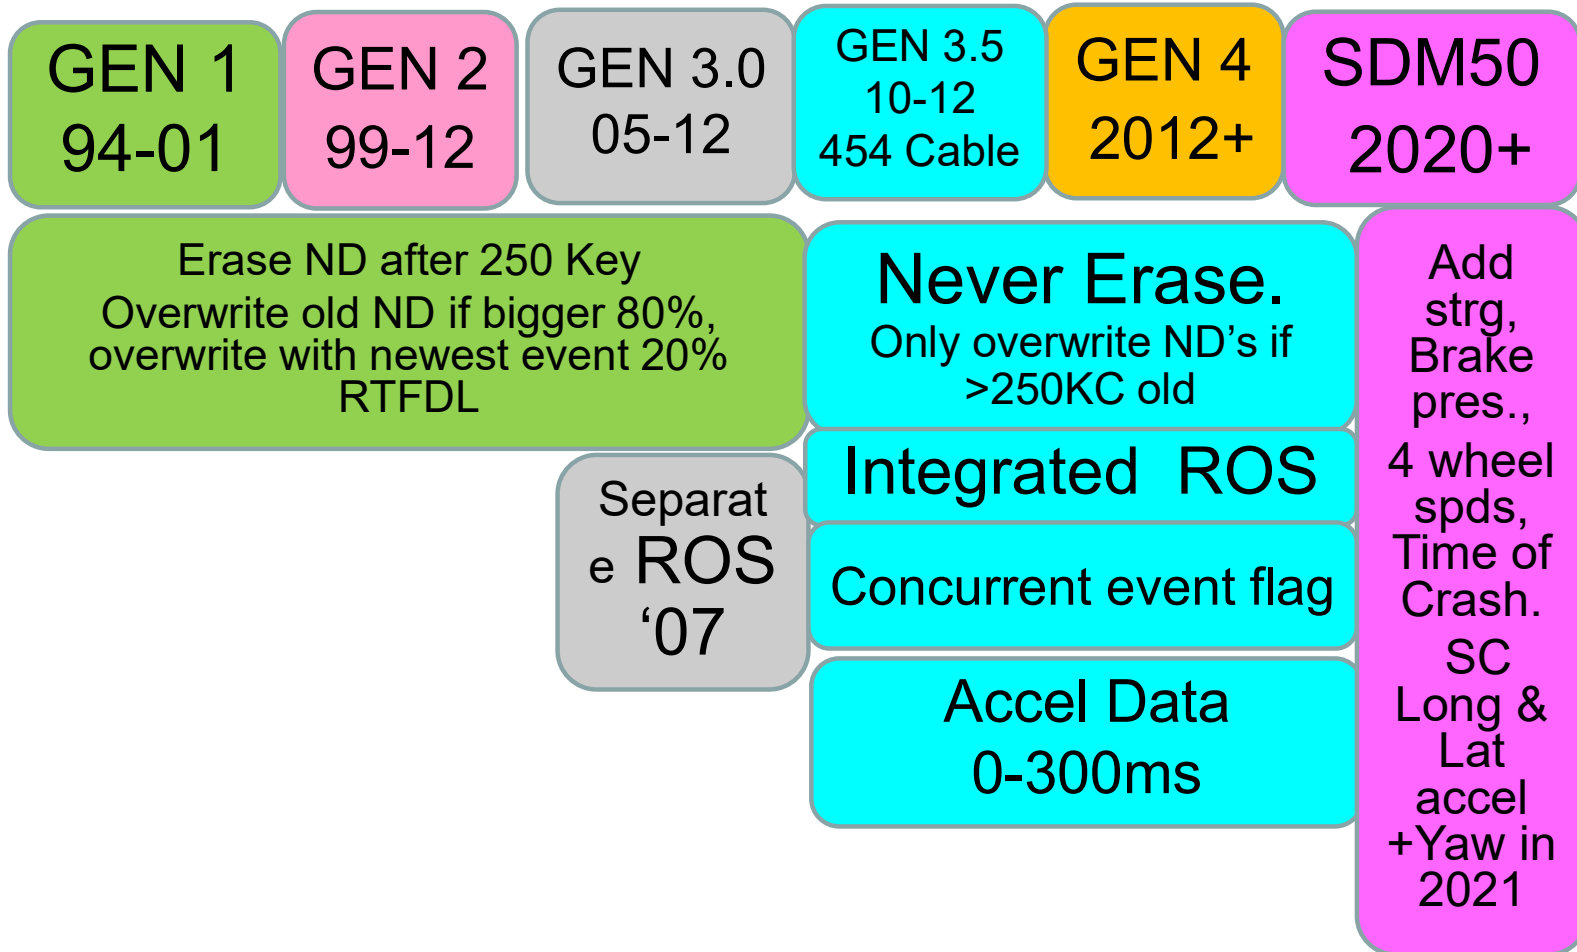 GEN 1
94-01
GEN 2
99-12
GEN 3.0
05-12
GEN 3.5
10-12
454 Cable
GEN 4
2012+
SDM50
2020+
Erase ND after 250 Key
Overwrite old ND if bigger 80%,
overwrite with newest event 20%
RTFDL
Never Erase.
Only overwrite ND’s if
>250KC old
Integrated ROS
Separat
e ROS
‘07
Concurrent event flag
Accel Data
0-300ms
Add
strg,
Brake
pres.,
4 wheel
spds,
Time of
Crash.
SC
Long &
Lat
accel
+Yaw in
2021